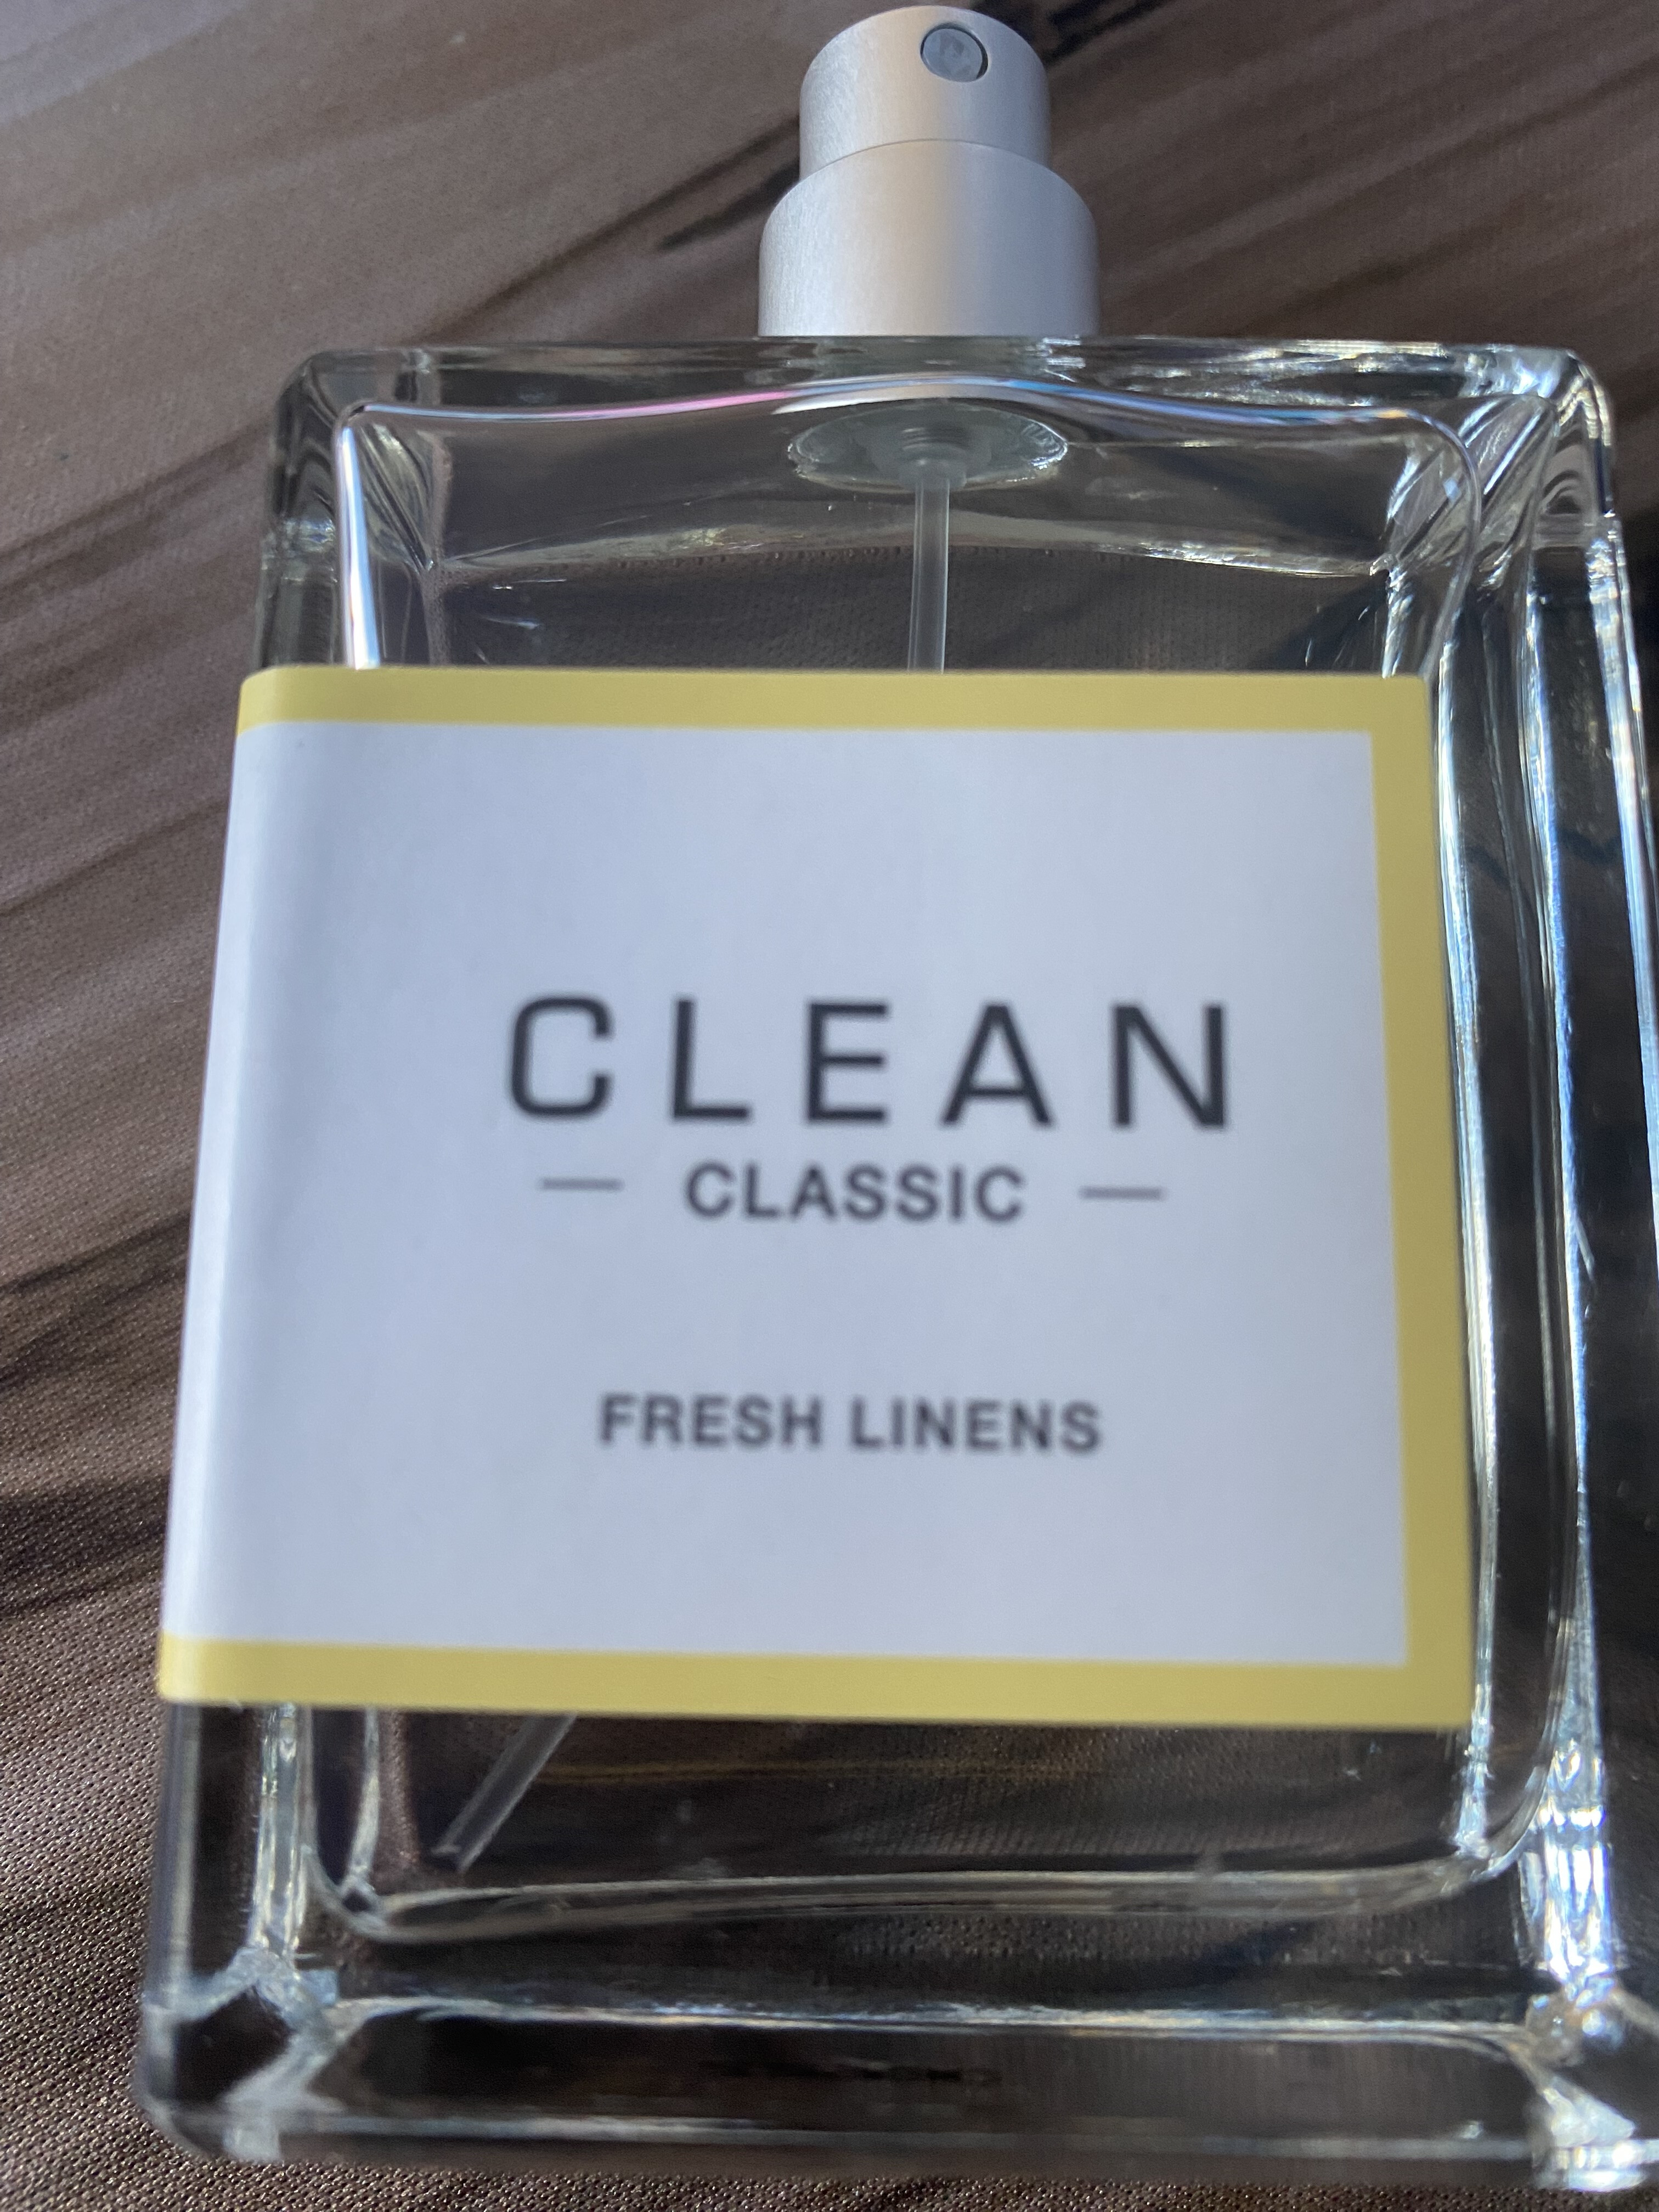 CLEAN
— CLASSIC —
FRESH LINENS